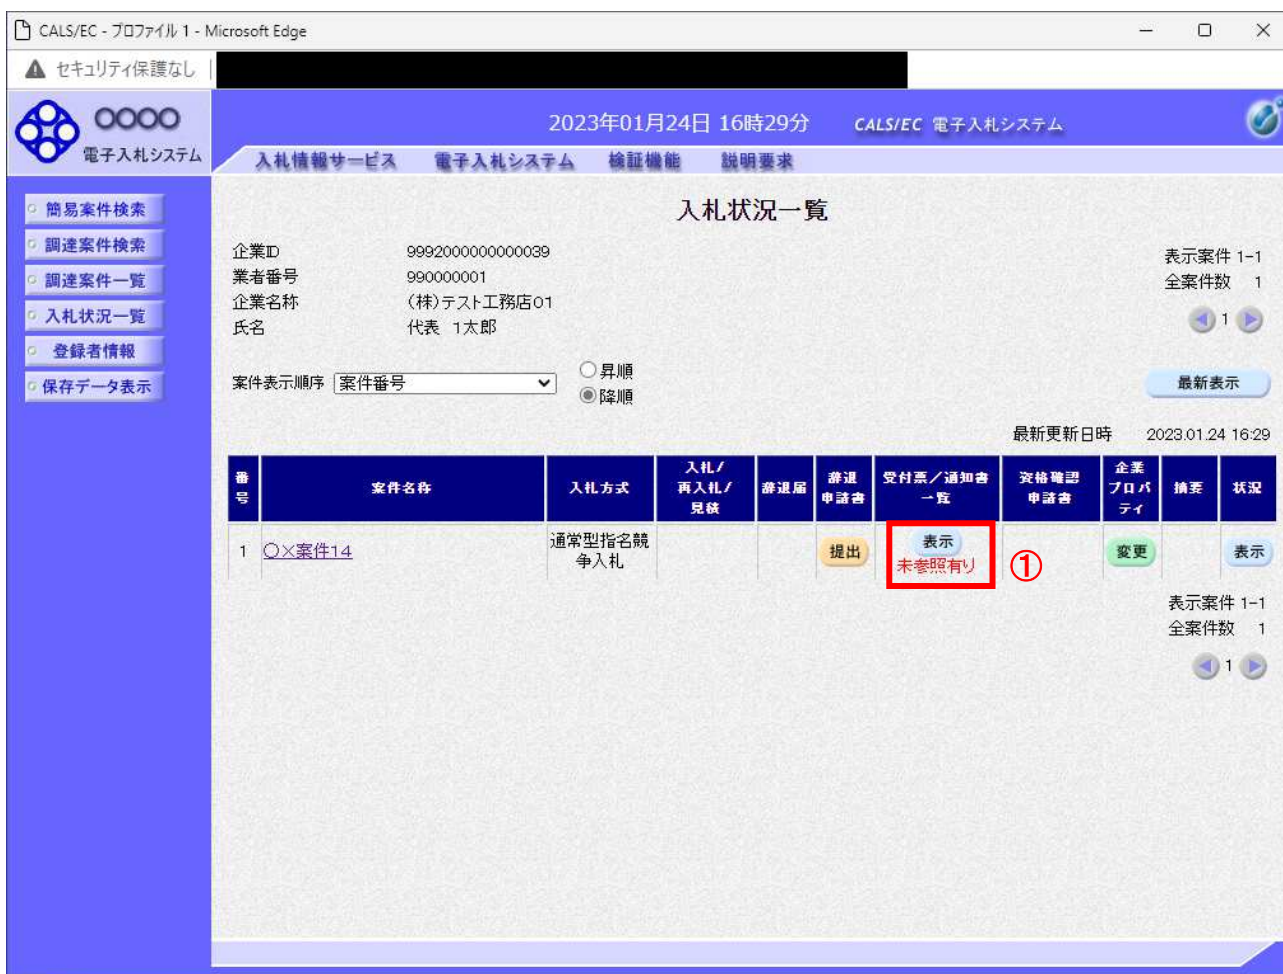 CALS/EC - プロファイル 1 - Microsoft Edge
セキュリティ保護なし
〇〇〇〇
電子入札システム
2023年01月24日 16時29分
CALS/EC 電子入札システム
入札情報サービス 電子入札システム 検証機能 説明要求
簡易案件検索
調達案件検索
調達案件一覧
入札状況一覧
登録者情報
保存データ表示
入札状況一覧
企業ID 9992000000000039
業者番号 990000001
企業名称 (株)テスト工務店01
氏名 代表 1太郎
表示案件 1-1
全案件数 1
1
案件表示順序 案件番号
昇順
降順
最新表示
最新更新日時 2023.01.24 16:29
番号 案件名称 入札方式 入札/再入札/見積 辞退届 辞退申請書 受付票/通知書一覧 資格確認申請書 企業プロパティ 摘要 状況
1 〇×案件14 通常型指名競争入札 提出 表示 未参照有り 変更 表示
①
表示案件 1-1
全案件数 1
1